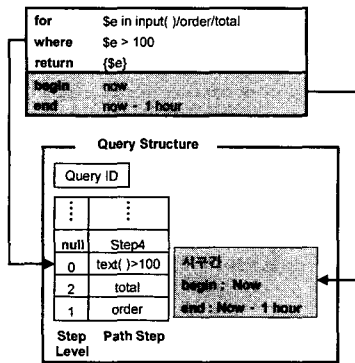 for $e in input( )/order/total
where $e > 100
return {$e}
begin now
end now - 1 hour
Query Structure
Query ID
⋮ ⋮
null Step4
0 text( )>100
2 total
1 order
Step Level Path Step
시구간
begin : Now
end : Now - 1 hour